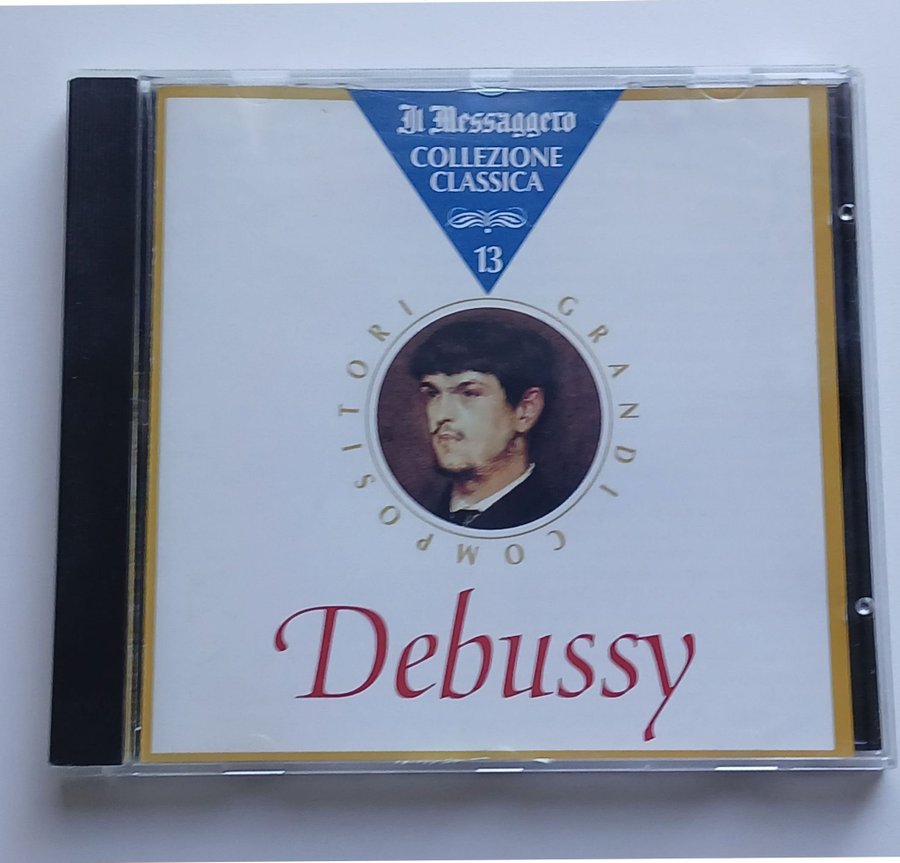 Il Messaggero
COLLEZIONE
CLASSICA
13
GRANDI COMPOSITORI
Debussy